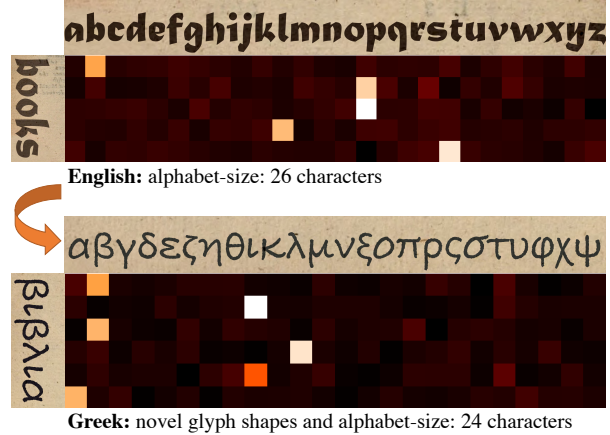 abcdefghijklmnopqrstuvwxyz
books
English: alphabet-size: 26 characters
αβγδεζηθικλμνξοπρςστυφχψ
βιβλια
Greek: novel glyph shapes and alphabet-size: 24 characters